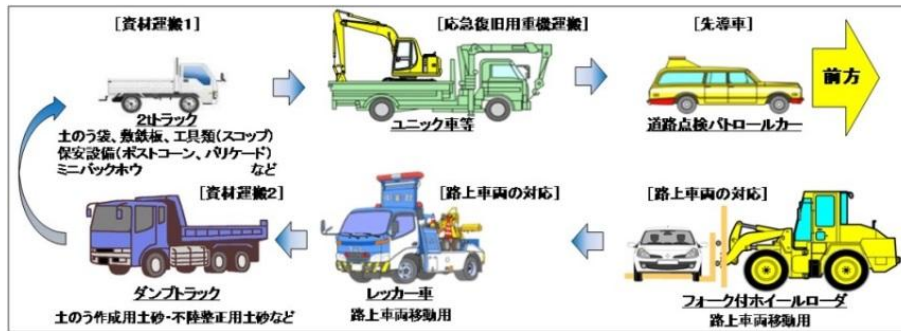 [資材運搬1]
[応急復旧用重機運搬]
[先導車]
前方
2tトラック
土のう袋、敷鉄板、工具類(スコップ)
保安設備(ポストコーン、バリケード)
ミニバックホウ など
ユニック車等
道路点検パトロールカー
[資材運搬2]
[路上車両の対応]
[路上車両の対応]
ダンプトラック
土のう作成用土砂・不陸整正用土砂など
レッカー車
路上車両移動用
フォーク付ホイールローダ
路上車両移動用